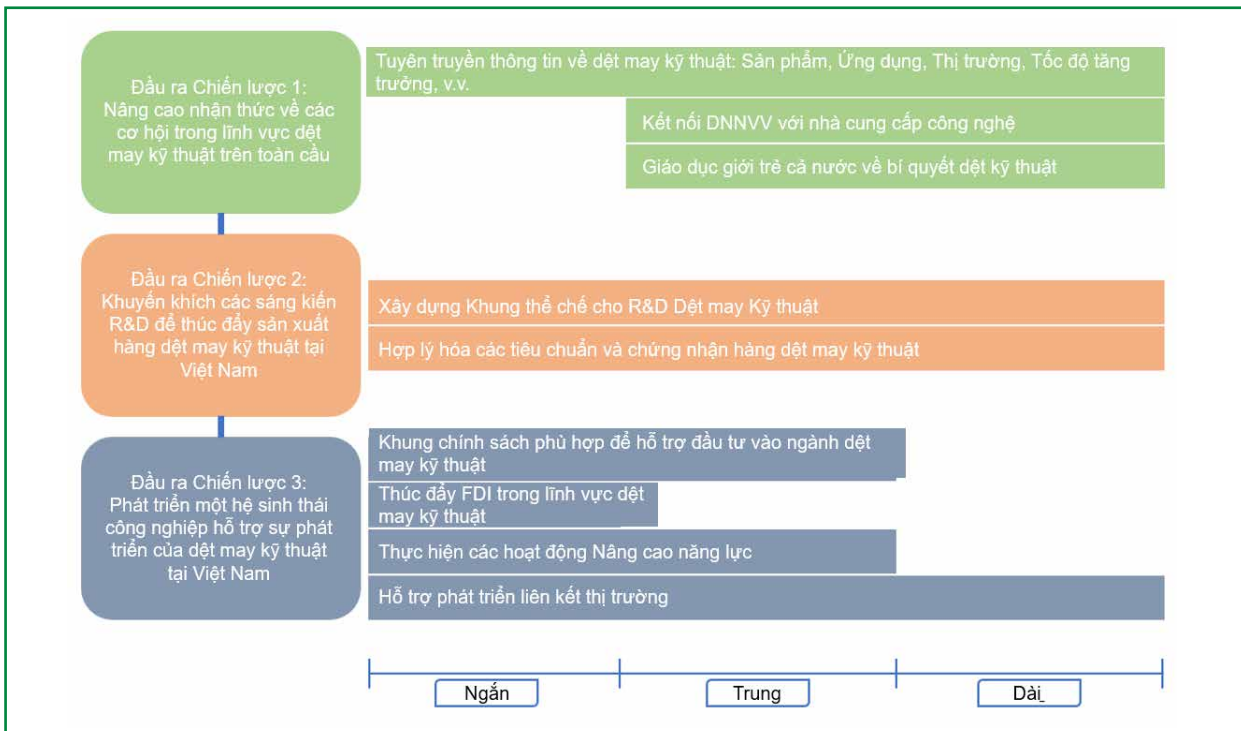 Đầu ra Chiến lược 1:
Nâng cao nhận thức về các
cơ hội trong lĩnh vực dệt
may kỹ thuật trên toàn cầu
Tuyên truyền thông tin về dệt may kỹ thuật: Sản phẩm, Ứng dụng, Thị trường, Tốc độ tăng
trưởng, v.v.
Kết nối DNNVV với nhà cung cấp công nghệ
Giáo dục giới trẻ cả nước về bí quyết dệt kỹ thuật
Đầu ra Chiến lược 2:
Khuyến khích các sáng kiến
R&D để thúc đẩy sản xuất
hàng dệt may kỹ thuật tại
Việt Nam
Xây dựng Khung thể chế cho R&D Dệt may Kỹ thuật
Hợp lý hóa các tiêu chuẩn và chứng nhận hàng dệt may kỹ thuật
Đầu ra Chiến lược 3:
Phát triển một hệ sinh thái
công nghiệp hỗ trợ sự phát
triển của dệt may kỹ thuật
tại Việt Nam
Khung chính sách phù hợp để hỗ trợ đầu tư vào ngành dệt
may kỹ thuật
Thúc đẩy FDI trong lĩnh vực dệt
may kỹ thuật
Thực hiện các hoạt động Nâng cao năng lực
Hỗ trợ phát triển liên kết thị trường
Ngắn
Trung
Dài